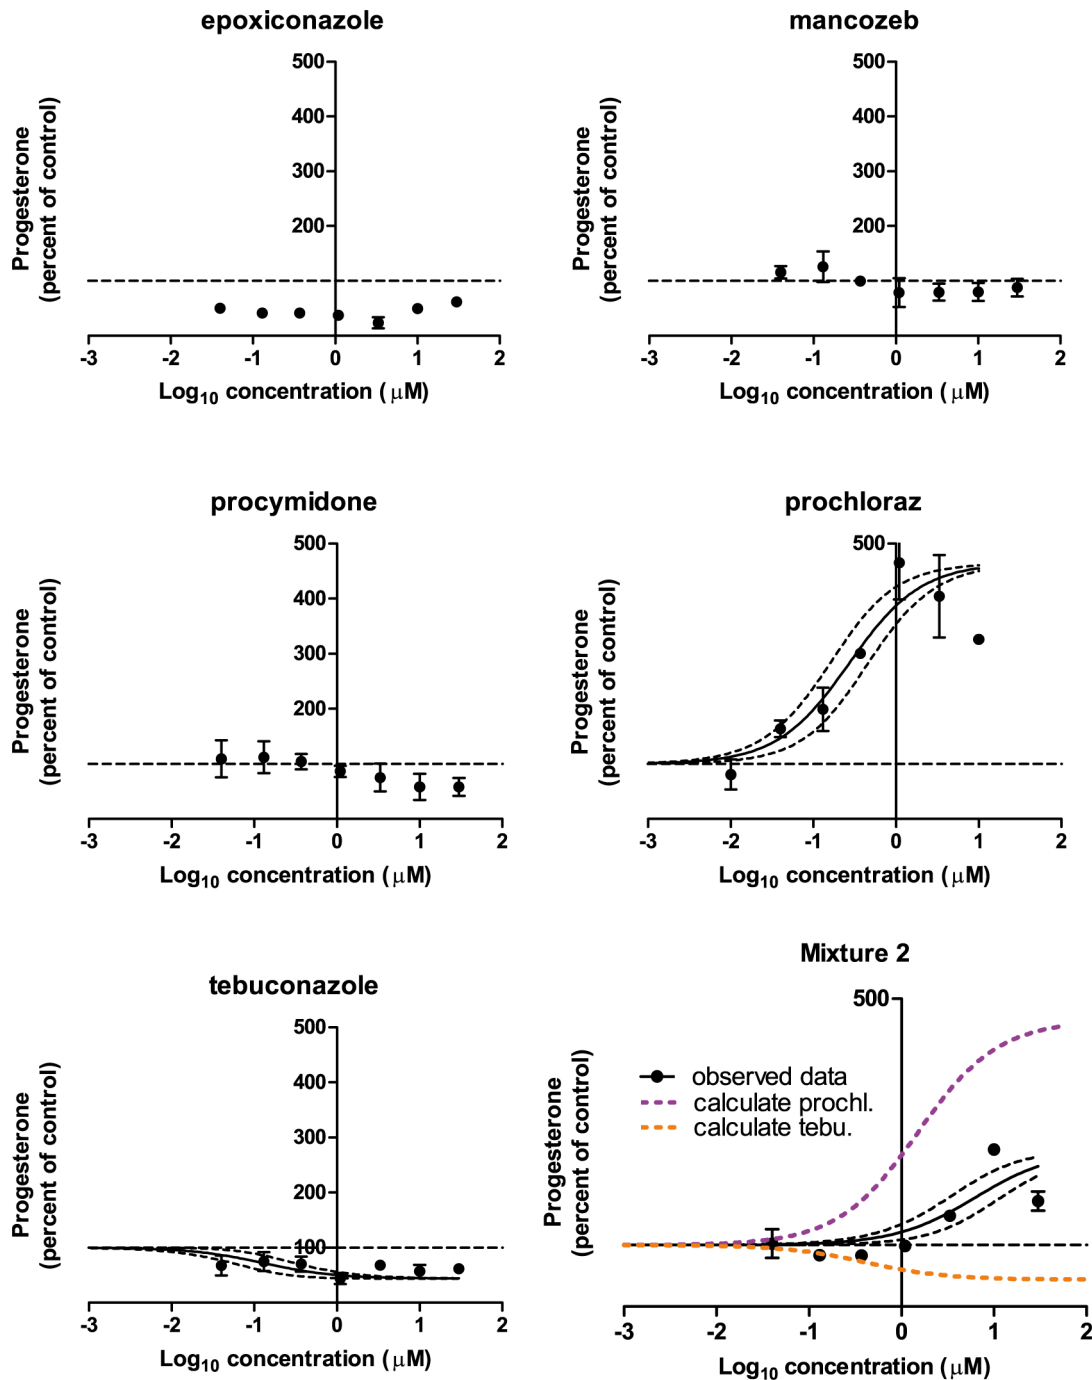 epoxiconazole
500
400
300
200
Progesterone
(percent of control)
-3 -2 -1 0 1 2
Log₁₀ concentration (μM)
mancozeb
500
400
300
200
Progesterone
(percent of control)
-3 -2 -1 0 1 2
Log₁₀ concentration (μM)
procymidone
500
400
300
200
Progesterone
(percent of control)
-3 -2 -1 0 1 2
Log₁₀ concentration (μM)
prochloraz
500
Progesterone
(percent of control)
-3 -2 -1 0 1 2
Log₁₀ concentration (μM)
tebuconazole
500
400
300
200
100
Progesterone
(percent of control)
-3 -2 -1 0 1 2
Log₁₀ concentration (μM)
Mixture 2
500
observed data
calculate prochl.
calculate tebu.
Progesterone
(percent of control)
-3 -2 -1 0 1 2
Log₁₀ concentration (μM)